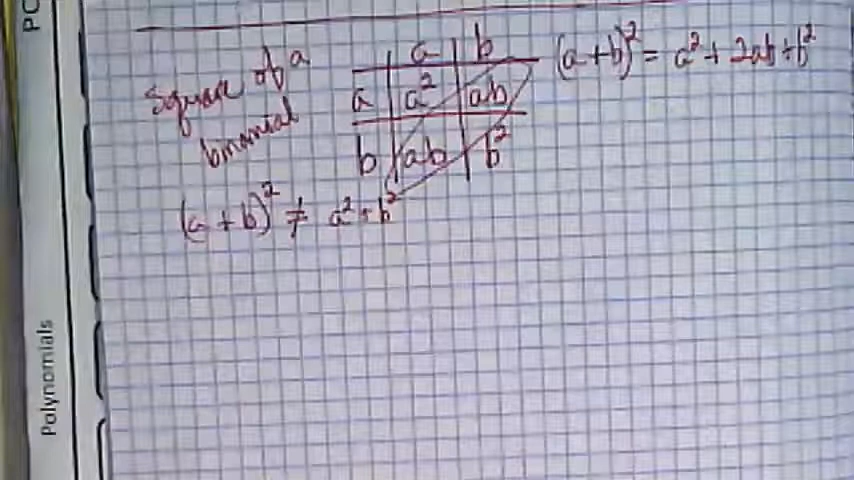 PC
Polynomials
Square of a
binomial
a b
a a² ab
b ab b²
(a+b)² = a² + 2ab + b²
(a + b)² ≠ a² + b²